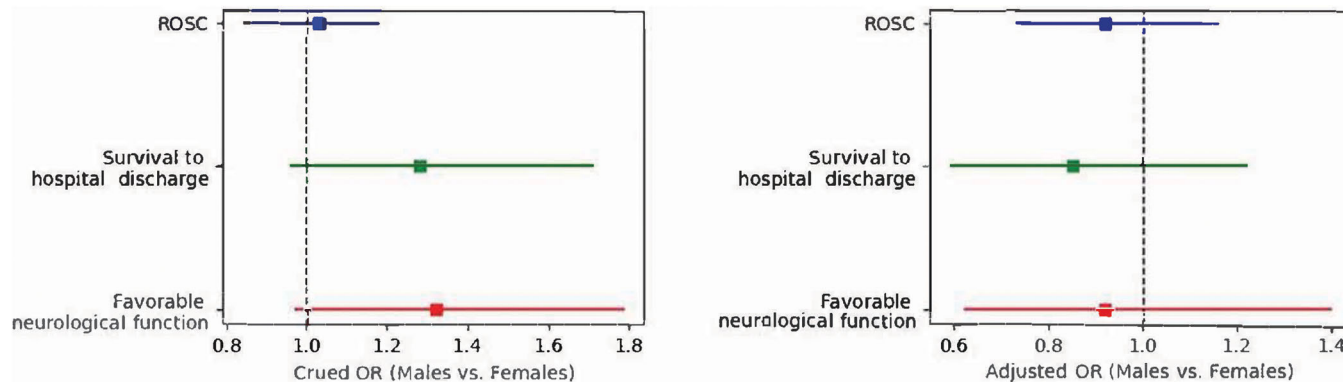 ROSC
Survival to
hospital discharge
Favorable
neurological function
0.8 1.0 1.2 1.4 1.6 1.8
Crued OR (Males vs. Females)
ROSC
Survival to
hospital discharge
Favorable
neurological function
0.6 0.8 1.0 1.2 1.4
Adjusted OR (Males vs. Females)